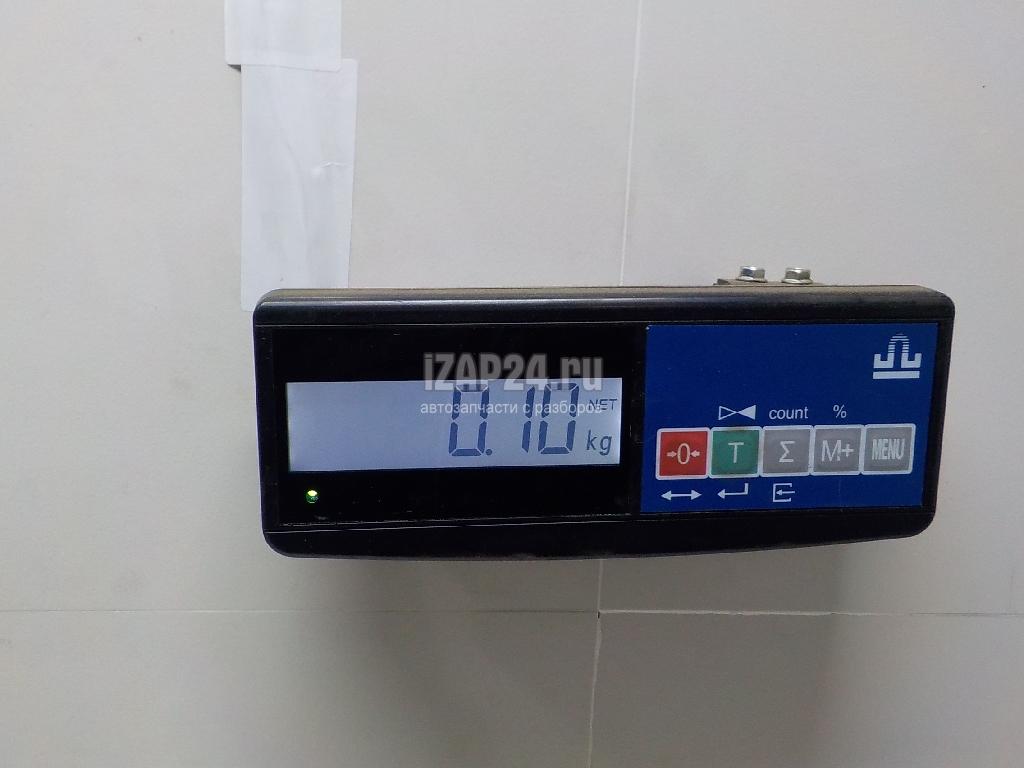 iZAP24.ru
автозапчасти с разборов
NET
0.10 kg
count %
→0← T Σ M+ MENU